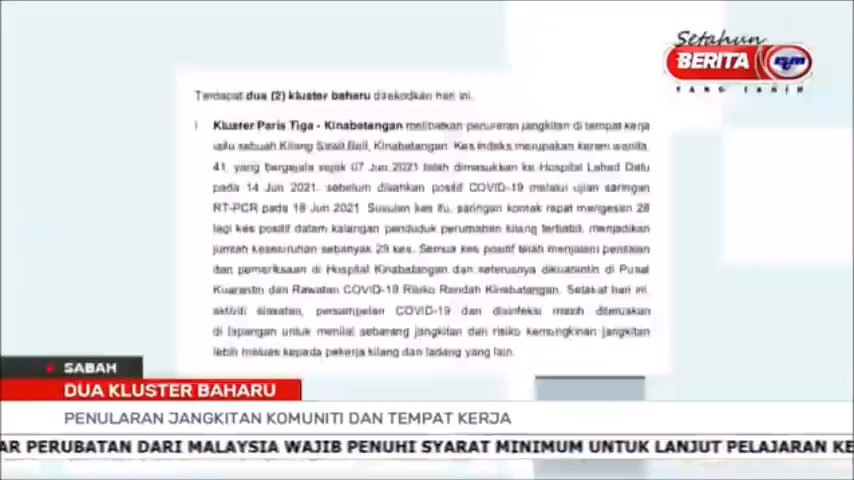 Setahun
BERITA
YANG TARIK
Terdapat dua (2) kluster baharu direkodkan hari ini.
i Kluster Paris Tiga - Kinabatangan melibatkan penularan jangkitan di tempat kerja
iaitu sebuah Kilang Sawit Beli, Kinabatangan. Kes indeks merupakan kerani wanita,
41, yang bergejala sejak 07 Jun 2021 telah dimasukkan ke Hospital Lahad Datu
pada 14 Jun 2021, sebelum disahkan positif COVID-19 melalui ujian saringan
RT-PCR pada 18 Jun 2021. Susulan kes itu, saringan kontak rapat mengesan 28
lagi kes positif dalam kalangan penduduk perumahan kilang terbabit, menjadikan
jumlah keseluruhan sebanyak 29 kes. Semua kes positif telah menjalani penilaian
dan pemeriksaan di Hospital Kinabatangan dan seterusnya dikuarantin di Pusat
Kuarantin dan Rawatan COVID-19 Risiko Rendah Kinabatangan. Setakat hari ini,
aktiviti siasatan, persampelan COVID-19 dan disinfeksi masih diteruskan
di lapangan untuk menilai sebarang jangkitan dan risiko kemungkinan jangkitan
lebih meluas kepada pekerja kilang dan ladang yang lain.
SABAH
DUA KLUSTER BAHARU
PENULARAN JANGKITAN KOMUNITI DAN TEMPAT KERJA
AR PERUBATAN DARI MALAYSIA WAJIB PENUHI SYARAT MINIMUM UNTUK LANJUT PELAJARAN KE